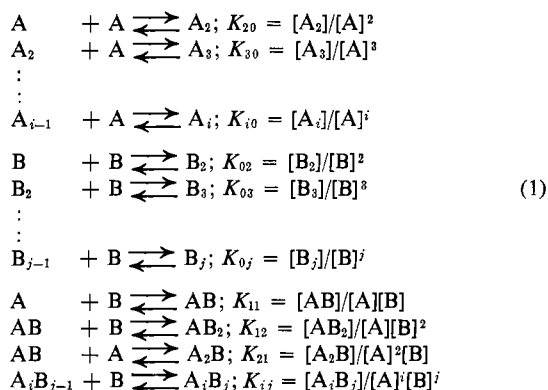 A + A ⇄ A₂; K₂₀ = [A₂]/[A]²
A₂ + A ⇄ A₃; K₃₀ = [A₃]/[A]³
:
:
Aᵢ₋₁ + A ⇄ Aᵢ; Kᵢ₀ = [Aᵢ]/[A]ⁱ
B + B ⇄ B₂; K₀₂ = [B₂]/[B]²
B₂ + B ⇄ B₃; K₀₃ = [B₃]/[B]³ (1)
:
:
Bⱼ₋₁ + B ⇄ Bⱼ; K₀ⱼ = [Bⱼ]/[B]ʲ
A + B ⇄ AB; K₁₁ = [AB]/[A][B]
AB + B ⇄ AB₂; K₁₂ = [AB₂]/[A][B]²
AB + A ⇄ A₂B; K₂₁ = [A₂B]/[A]²[B]
AᵢBⱼ₋₁ + B ⇄ AᵢBⱼ; Kᵢⱼ = [AᵢBⱼ]/[A]ⁱ[B]ʲ